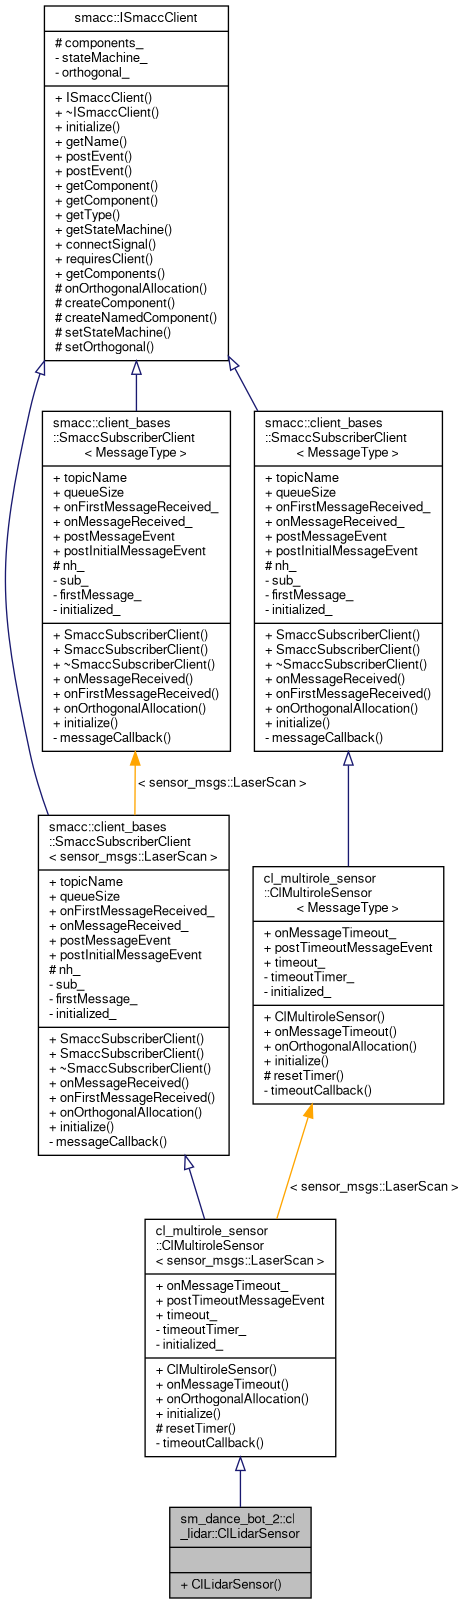 smacc::ISmaccClient
# components_
- stateMachine_
- orthogonal_
+ ISmaccClient()
+ ~ISmaccClient()
+ initialize()
+ getName()
+ postEvent()
+ postEvent()
+ getComponent()
+ getComponent()
+ getType()
+ getStateMachine()
+ connectSignal()
+ requiresClient()
+ getComponents()
# onOrthogonalAllocation()
# createComponent()
# createNamedComponent()
# setStateMachine()
# setOrthogonal()
smacc::client_bases
::SmaccSubscriberClient
< MessageType >
+ topicName
+ queueSize
+ onFirstMessageReceived_
+ onMessageReceived_
+ postMessageEvent
+ postInitialMessageEvent
# nh_
- sub_
- firstMessage_
- initialized_
+ SmaccSubscriberClient()
+ SmaccSubscriberClient()
+ ~SmaccSubscriberClient()
+ onMessageReceived()
+ onFirstMessageReceived()
+ onOrthogonalAllocation()
+ initialize()
- messageCallback()
smacc::client_bases
::SmaccSubscriberClient
< MessageType >
+ topicName
+ queueSize
+ onFirstMessageReceived_
+ onMessageReceived_
+ postMessageEvent
+ postInitialMessageEvent
# nh_
- sub_
- firstMessage_
- initialized_
+ SmaccSubscriberClient()
+ SmaccSubscriberClient()
+ ~SmaccSubscriberClient()
+ onMessageReceived()
+ onFirstMessageReceived()
+ onOrthogonalAllocation()
+ initialize()
- messageCallback()
< sensor_msgs::LaserScan >
smacc::client_bases
::SmaccSubscriberClient
< sensor_msgs::LaserScan >
+ topicName
+ queueSize
+ onFirstMessageReceived_
+ onMessageReceived_
+ postMessageEvent
+ postInitialMessageEvent
# nh_
- sub_
- firstMessage_
- initialized_
+ SmaccSubscriberClient()
+ SmaccSubscriberClient()
+ ~SmaccSubscriberClient()
+ onMessageReceived()
+ onFirstMessageReceived()
+ onOrthogonalAllocation()
+ initialize()
- messageCallback()
cl_multirole_sensor
::ClMultiroleSensor
< MessageType >
+ onMessageTimeout_
+ postTimeoutMessageEvent
+ timeout_
- timeoutTimer_
- initialized_
+ ClMultiroleSensor()
+ onMessageTimeout()
+ onOrthogonalAllocation()
+ initialize()
# resetTimer()
- timeoutCallback()
< sensor_msgs::LaserScan >
cl_multirole_sensor
::ClMultiroleSensor
< sensor_msgs::LaserScan >
+ onMessageTimeout_
+ postTimeoutMessageEvent
+ timeout_
- timeoutTimer_
- initialized_
+ ClMultiroleSensor()
+ onMessageTimeout()
+ onOrthogonalAllocation()
+ initialize()
# resetTimer()
- timeoutCallback()
sm_dance_bot_2::cl
_lidar::ClLidarSensor
+ ClLidarSensor()